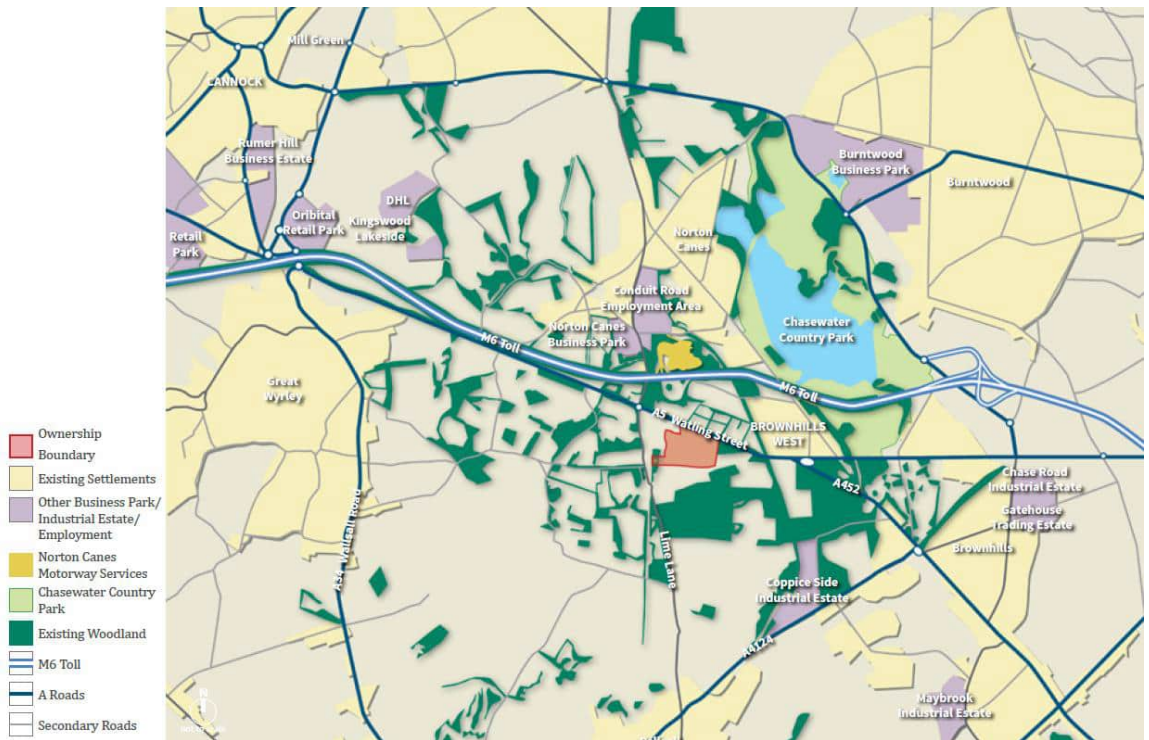 Mill Green
CANNOCK
Rumer Hill
Business Estate
DHL
Kingswood
Lakeside
Oribital
Retail Park
Retail
Park
Burntwood
Business Park
Burntwood
Norton
Canes
Conduit Road
Employment Area
Norton Canes
Business Park
Chasewater
Country Park
M6 Toll
M6 Toll
Great
Wyrley
A5 Watling Street
BROWNHILLS
WEST
A452
Chase Road
Industrial Estate
Gatehouse
Trading Estate
Brownhills
A34 Wallsall Road
Lime Lane
Coppice Side
Industrial Estate
A4124
Maybrook
Industrial Estate
N
Ownership
Boundary
Existing Settlements
Other Business Park/
Industrial Estate/
Employment
Norton Canes
Motorway Services
Chasewater Country
Park
Existing Woodland
M6 Toll
A Roads
Secondary Roads